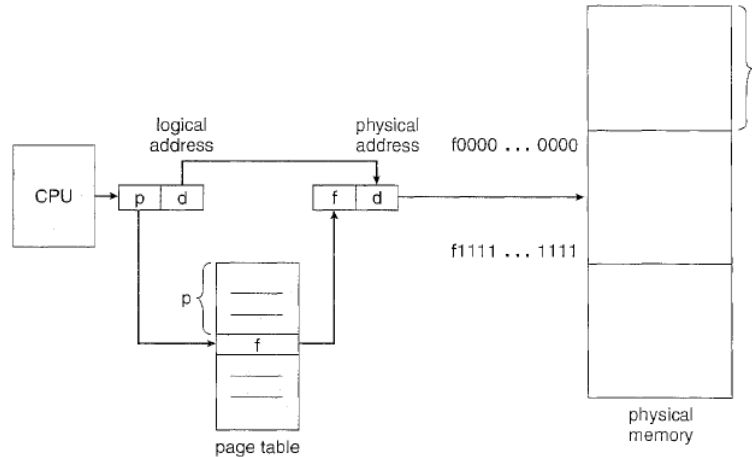 logical
address
physical
address
f0000 ... 0000
CPU
p d
f d
f1111 ... 1111
p
f
page table
physical
memory